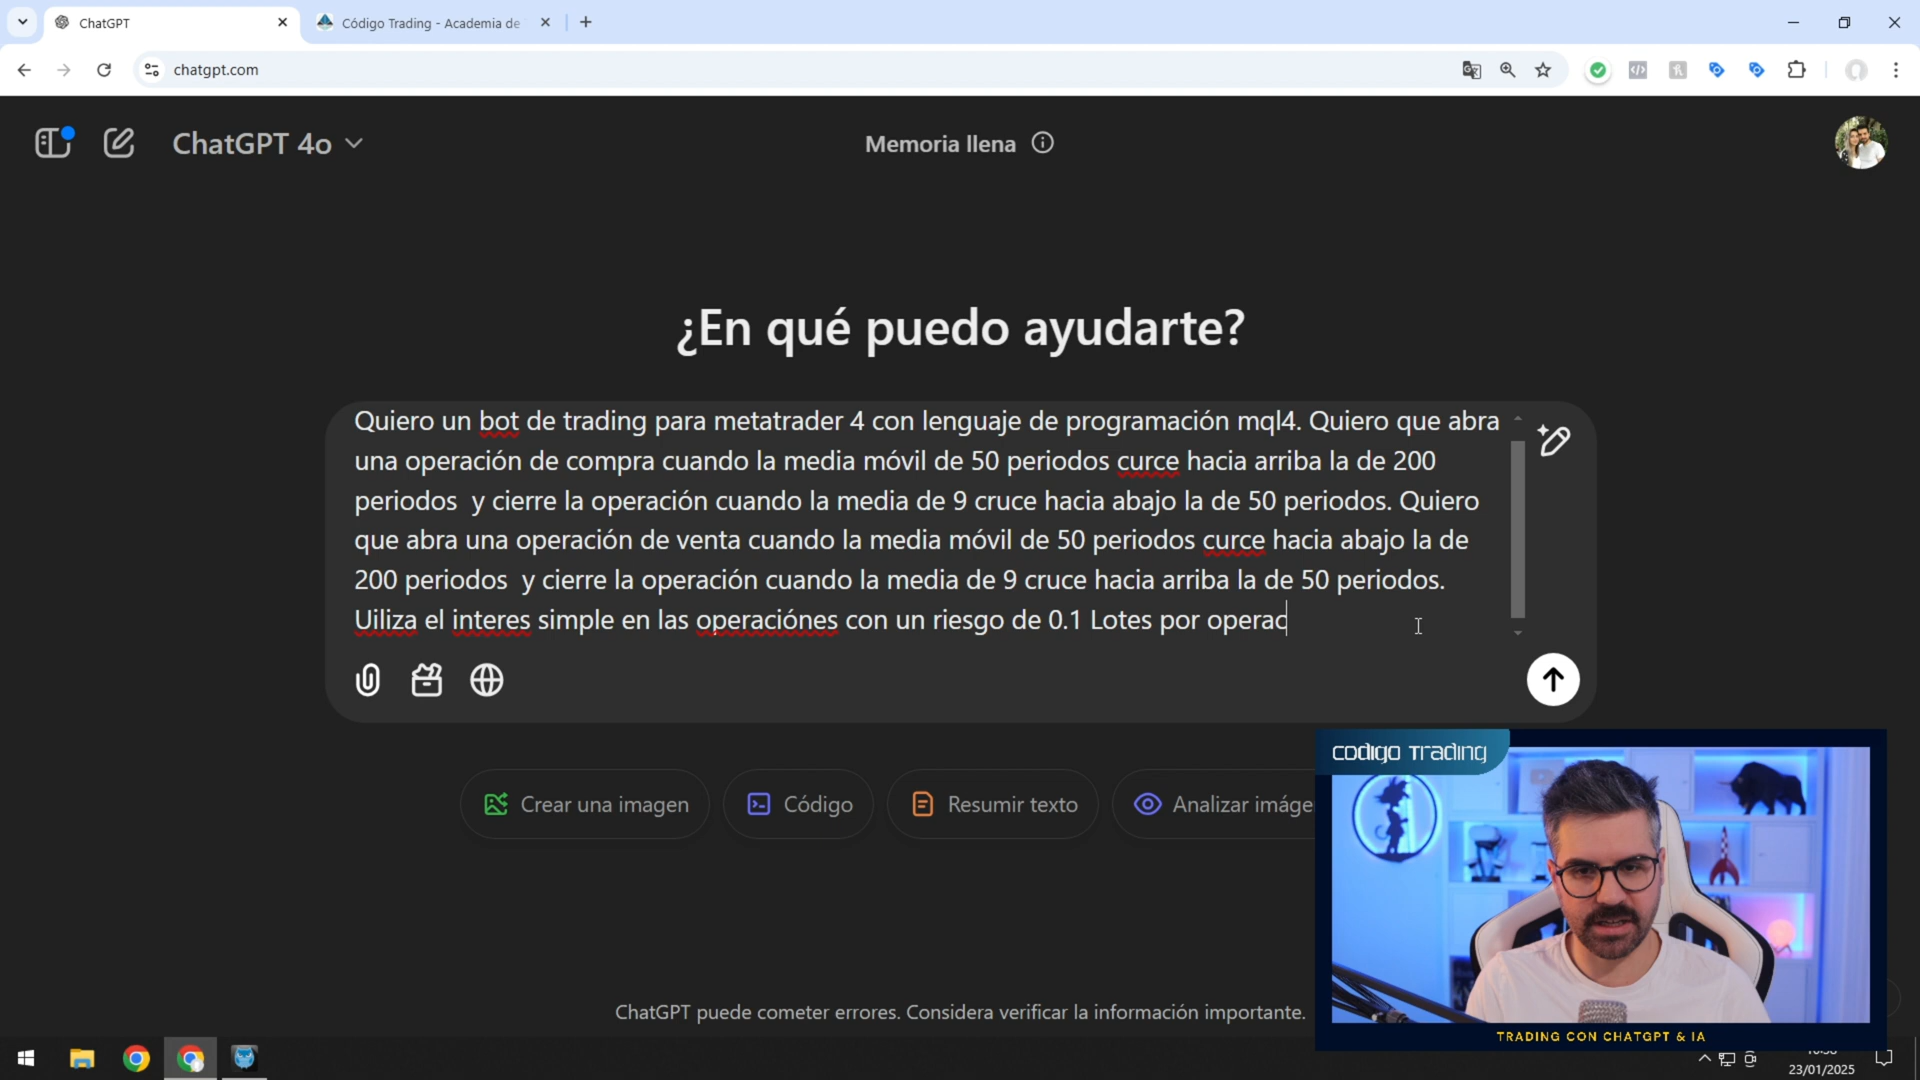 ChatGPT
Código Trading - Academia de
chatgpt.com
ChatGPT 4o
Memoria llena
¿En qué puedo ayudarte?
Quiero un bot de trading para metatrader 4 con lenguaje de programación mql4. Quiero que abra
una operación de compra cuando la media móvil de 50 periodos curce hacia arriba la de 200
periodos y cierre la operación cuando la media de 9 cruce hacia abajo la de 50 periodos. Quiero
que abra una operación de venta cuando la media móvil de 50 periodos curce hacia abajo la de
200 periodos y cierre la operación cuando la media de 9 cruce hacia arriba la de 50 periodos.
Uiliza el interes simple en las operaciónes con un riesgo de 0.1 Lotes por operac
Crear una imagen
Código
Resumir texto
Analizar imáge
codigo Trading
ChatGPT puede cometer errores. Considera verificar la información importante.
TRADING CON CHATGPT & IA
23/01/2025